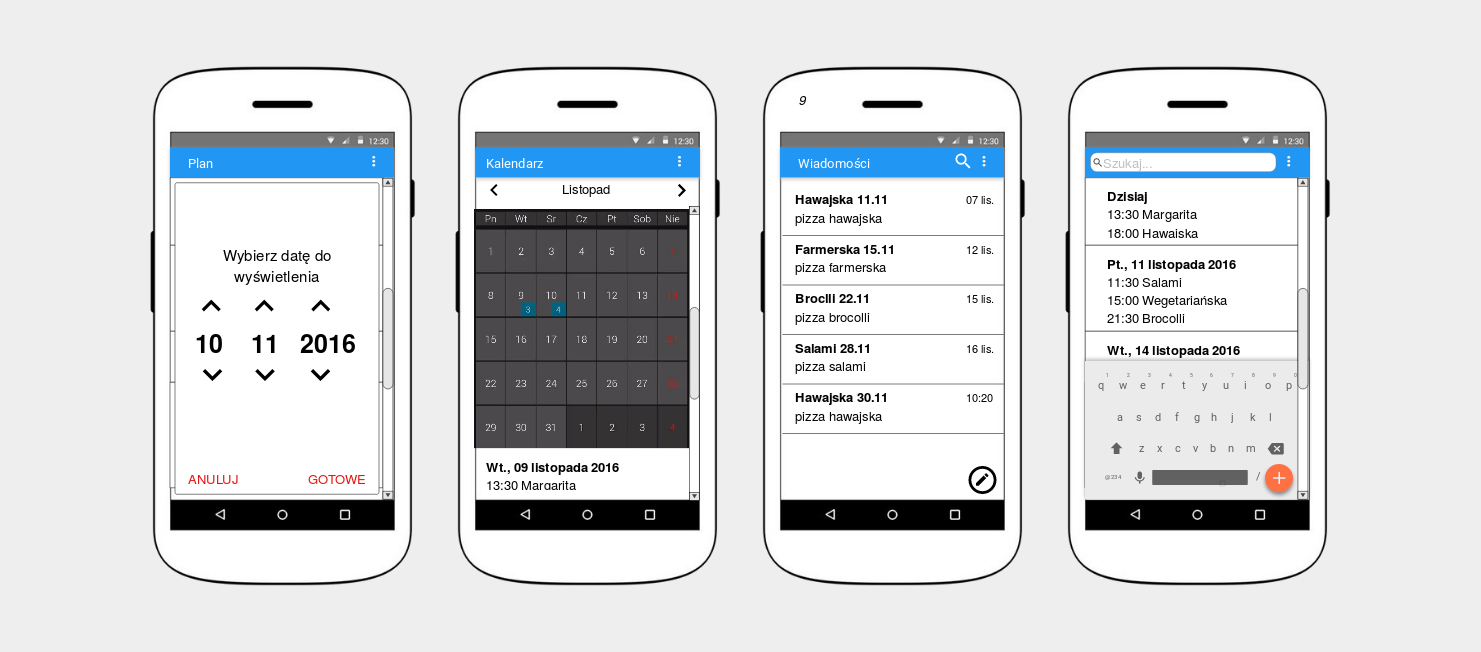 12:30
Plan
Wybierz datę do
wyświetlenia
10 11 2016
ANULUJ GOTOWE
12:30
Kalendarz
Listopad
Pn Wt Sr Cz Pt Sob Nie
1 2 3 4 5 6
8 9 10 11 12 13
3 4
15 16 17 18 19 20
22 23 24 25 26 27
29 30 31 1 2 3 4
Wt., 09 listopada 2016
13:30 Margarita
9
12:30
Wiadomości
Hawajska 11.11 07 lis.
pizza hawajska
Farmerska 15.11 12 lis.
pizza farmerska
Broclli 22.11 15 lis.
pizza brocolli
Salami 28.11 16 lis.
pizza salami
Hawajska 30.11 10:20
pizza hawajska
12:30
Szukaj...
Dzisiaj
13:30 Margarita
18:00 Hawaiska
Pt., 11 listopada 2016
11:30 Salami
15:00 Wegetariańska
21:30 Brocolli
Wt., 14 listopada 2016
1 2 3 4 5 6 7 8 9 0
q w e r t y u i o p
a s d f g h j k l
z x c v b n m
@234 /